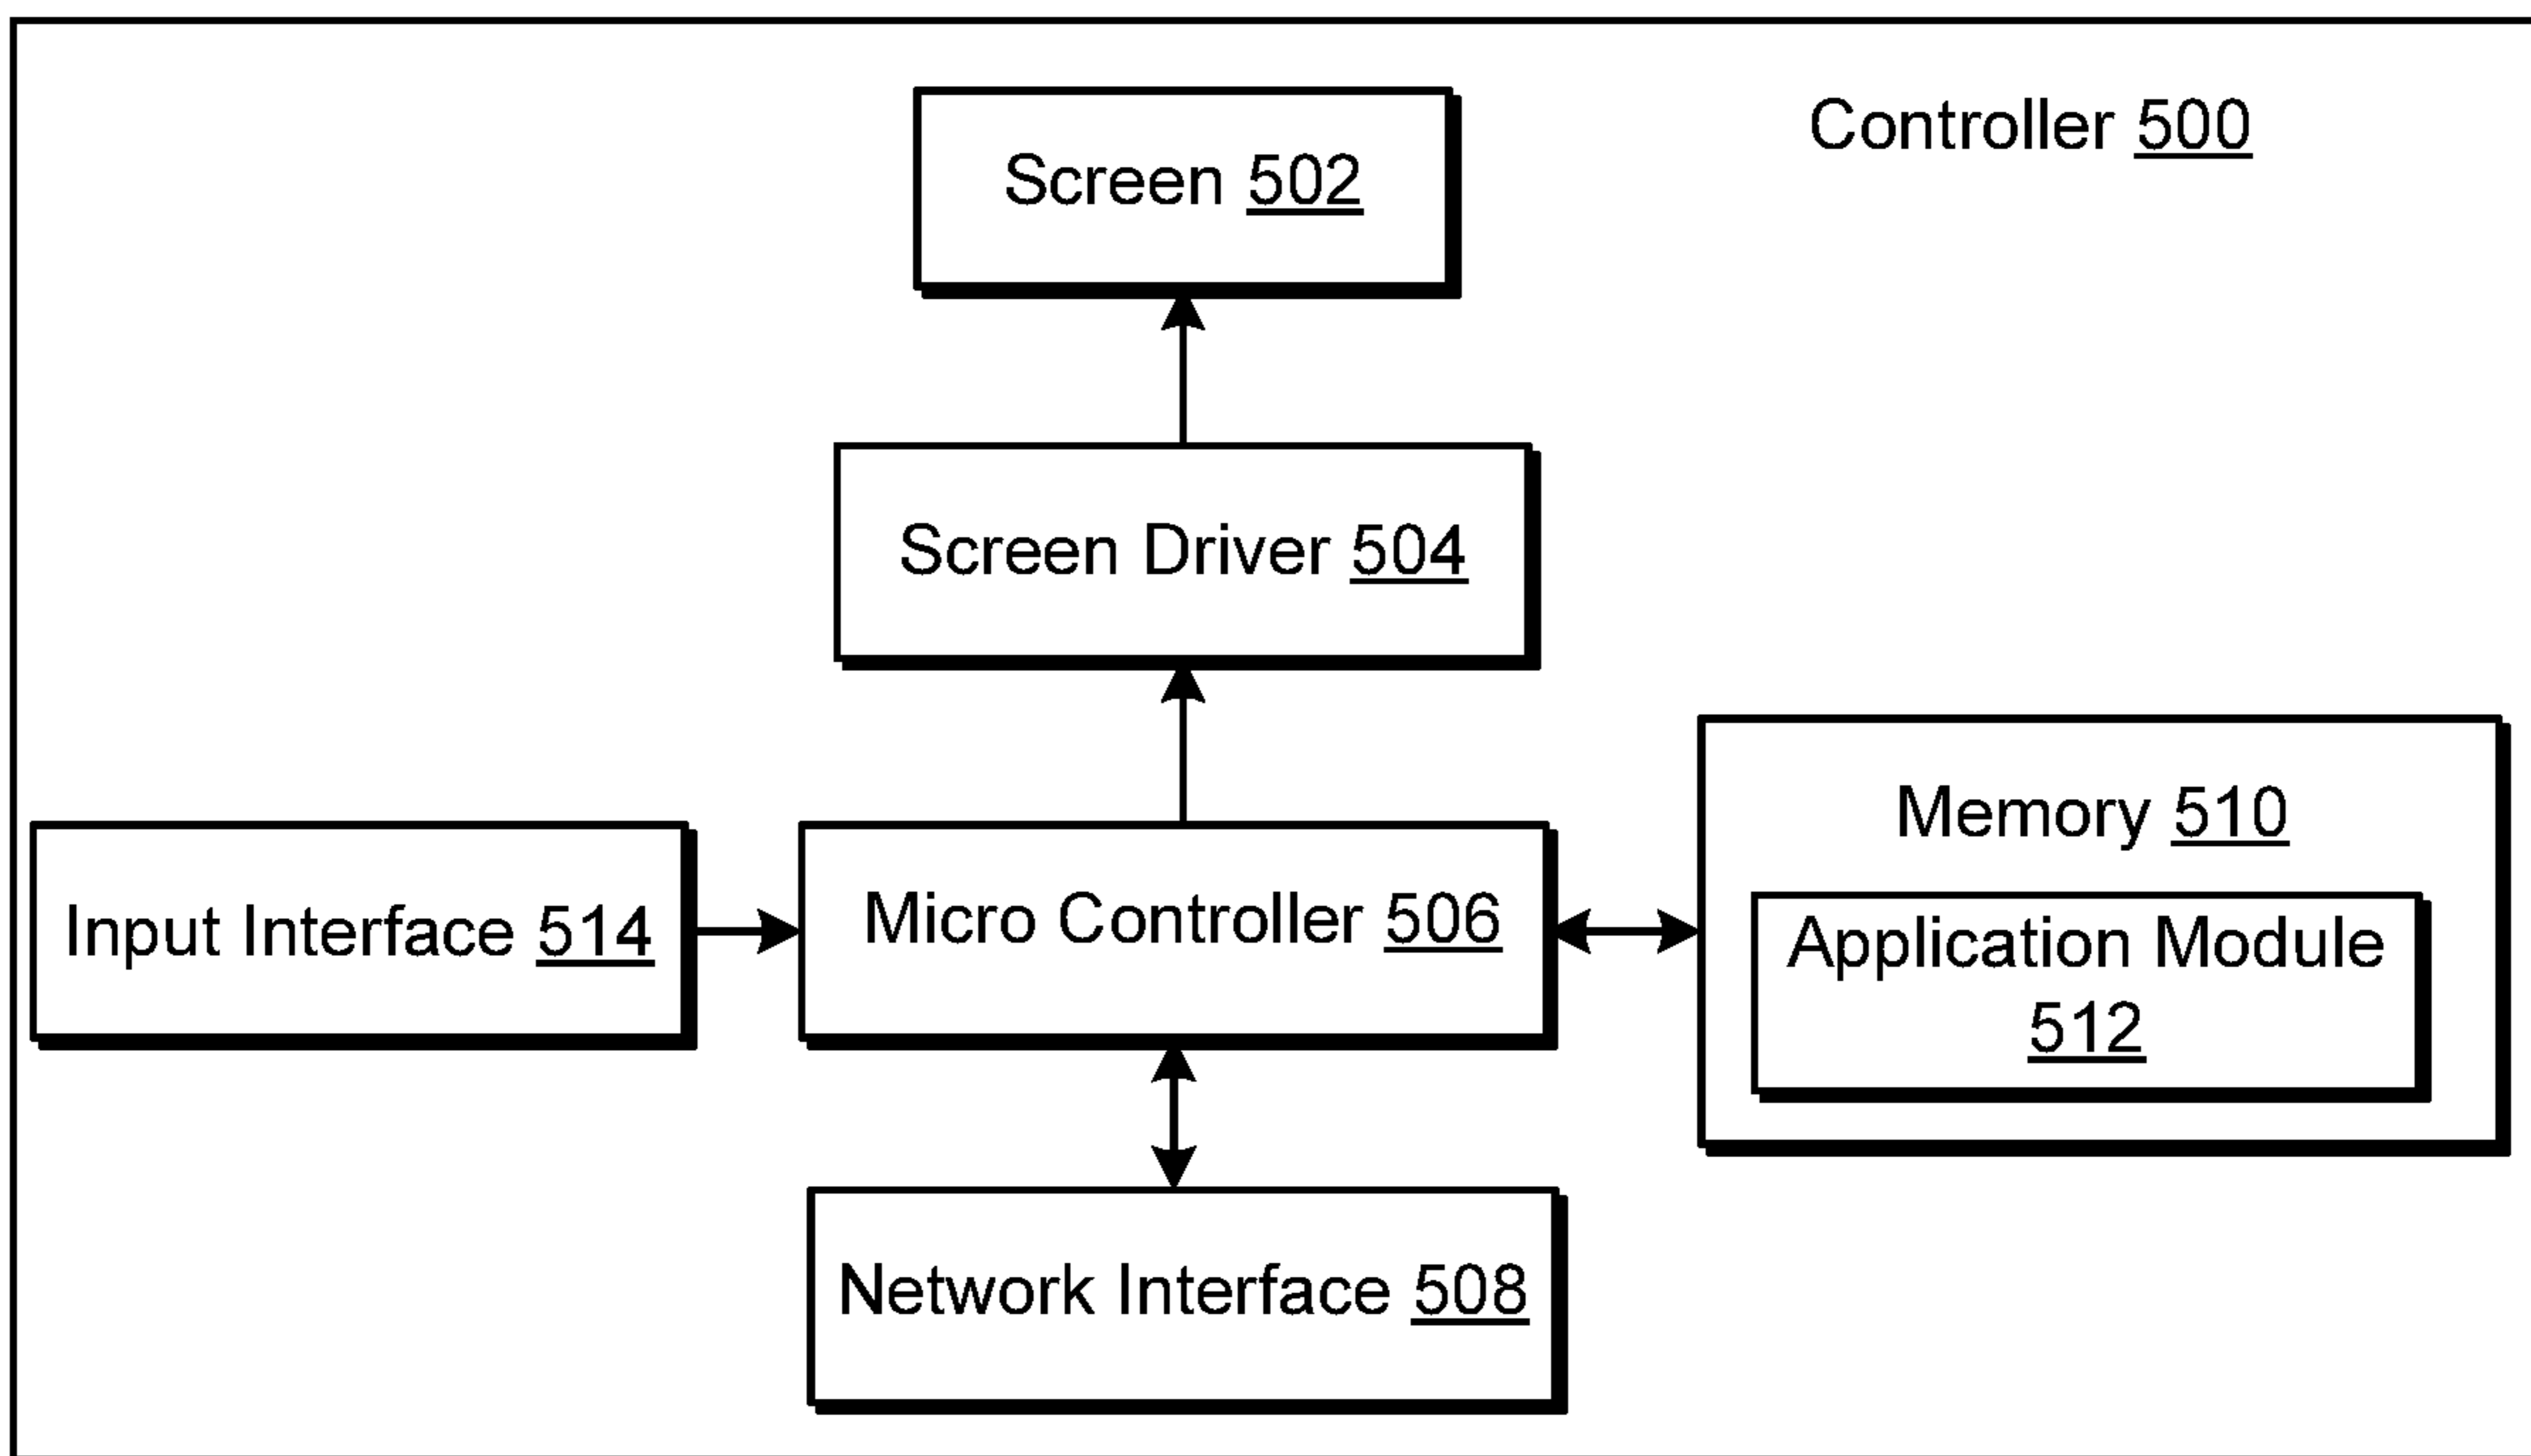 Controller 500
Screen 502
Screen Driver 504
Input Interface 514
Micro Controller 506
Memory 510
Application Module
512
Network Interface 508